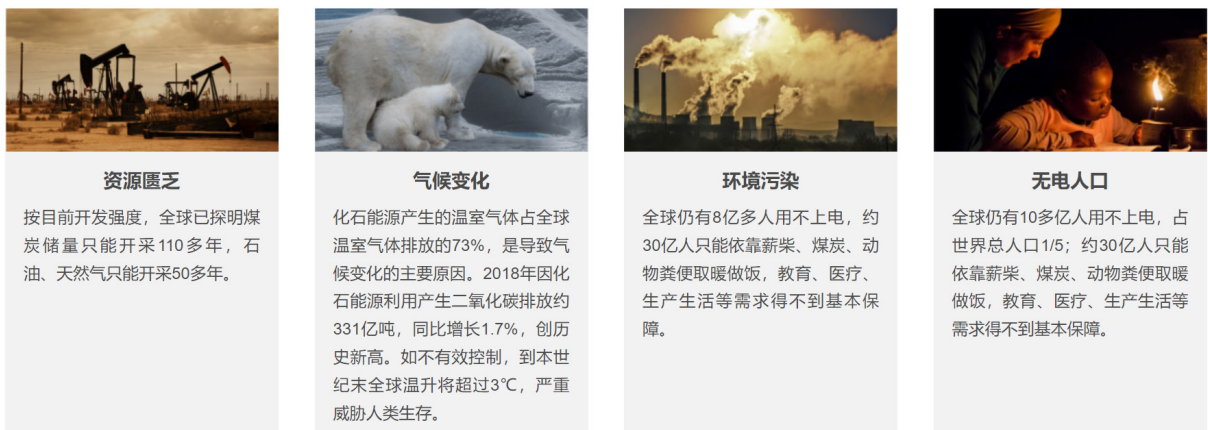 资源匮乏
按目前开发强度，全球已探明煤
炭储量只能开采110多年，石
油、天然气只能开采50多年。
气候变化
化石能源产生的温室气体占全球
温室气体排放的73%，是导致气
候变化的主要原因。2018年因化
石能源利用产生二氧化碳排放约
331亿吨，同比增长1.7%，创历
史新高。如不有效控制，到本世
纪末全球温升将超过3℃，严重
威胁人类生存。
环境污染
全球仍有8亿多人用不上电，约
30亿人只能依靠薪柴、煤炭、动
物粪便取暖做饭，教育、医疗、
生产生活等需求得不到基本保
障。
无电人口
全球仍有10多亿人用不上电，占
世界总人口1/5；约30亿人只能
依靠薪柴、煤炭、动物粪便取暖
做饭，教育、医疗、生产生活等
需求得不到基本保障。